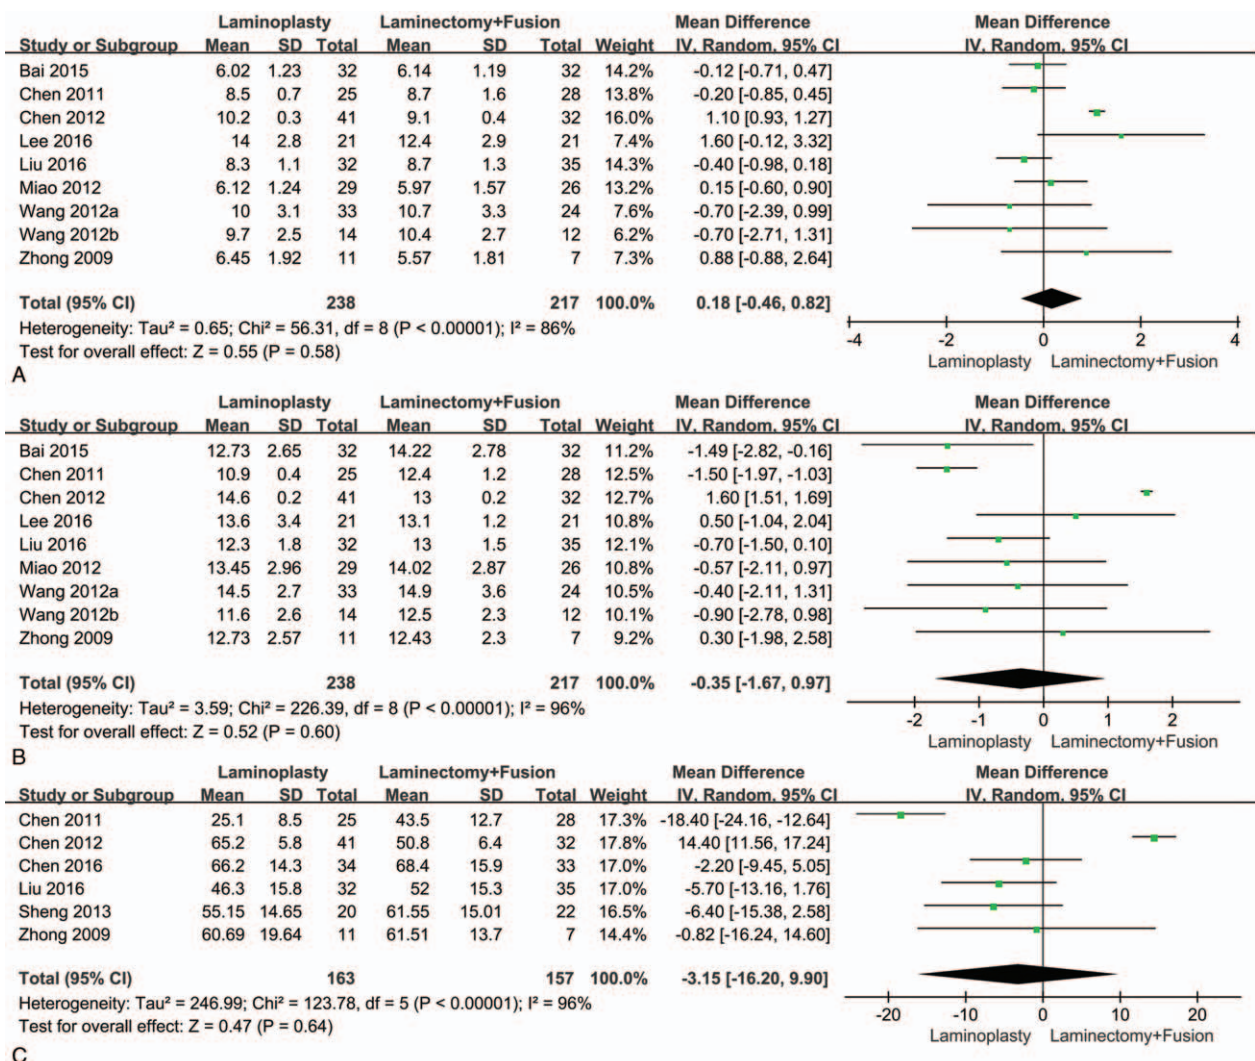 Laminoplasty Laminectomy+Fusion Mean Difference Mean Difference
Study or Subgroup Mean SD Total Mean SD Total Weight IV, Random, 95% CI IV, Random, 95% CI
Bai 2015 6.02 1.23 32 6.14 1.19 32 14.2% -0.12 [-0.71, 0.47]
Chen 2011 8.5 0.7 25 8.7 1.6 28 13.8% -0.20 [-0.85, 0.45]
Chen 2012 10.2 0.3 41 9.1 0.4 32 16.0% 1.10 [0.93, 1.27]
Lee 2016 14 2.8 21 12.4 2.9 21 7.4% 1.60 [-0.12, 3.32]
Liu 2016 8.3 1.1 32 8.7 1.3 35 14.3% -0.40 [-0.98, 0.18]
Miao 2012 6.12 1.24 29 5.97 1.57 26 13.2% 0.15 [-0.60, 0.90]
Wang 2012a 10 3.1 33 10.7 3.3 24 7.6% -0.70 [-2.39, 0.99]
Wang 2012b 9.7 2.5 14 10.4 2.7 12 6.2% -0.70 [-2.71, 1.31]
Zhong 2009 6.45 1.92 11 5.57 1.81 7 7.3% 0.88 [-0.88, 2.64]
Total (95% CI) 238 217 100.0% 0.18 [-0.46, 0.82]
Heterogeneity: Tau² = 0.65; Chi² = 56.31, df = 8 (P < 0.00001); I² = 86%
Test for overall effect: Z = 0.55 (P = 0.58)
-4 -2 0 2 4
Laminoplasty Laminectomy+Fusion
A
Laminoplasty Laminectomy+Fusion Mean Difference Mean Difference
Study or Subgroup Mean SD Total Mean SD Total Weight IV, Random, 95% CI IV, Random, 95% CI
Bai 2015 12.73 2.65 32 14.22 2.78 32 11.2% -1.49 [-2.82, -0.16]
Chen 2011 10.9 0.4 25 12.4 1.2 28 12.5% -1.50 [-1.97, -1.03]
Chen 2012 14.6 0.2 41 13 0.2 32 12.7% 1.60 [1.51, 1.69]
Lee 2016 13.6 3.4 21 13.1 1.2 21 10.8% 0.50 [-1.04, 2.04]
Liu 2016 12.3 1.8 32 13 1.5 35 12.1% -0.70 [-1.50, 0.10]
Miao 2012 13.45 2.96 29 14.02 2.87 26 10.8% -0.57 [-2.11, 0.97]
Wang 2012a 14.5 2.7 33 14.9 3.6 24 10.5% -0.40 [-2.11, 1.31]
Wang 2012b 11.6 2.6 14 12.5 2.3 12 10.1% -0.90 [-2.78, 0.98]
Zhong 2009 12.73 2.57 11 12.43 2.3 7 9.2% 0.30 [-1.98, 2.58]
Total (95% CI) 238 217 100.0% -0.35 [-1.67, 0.97]
Heterogeneity: Tau² = 3.59; Chi² = 226.39, df = 8 (P < 0.00001); I² = 96%
Test for overall effect: Z = 0.52 (P = 0.60)
-2 -1 0 1 2
Laminoplasty Laminectomy+Fusion
B
Laminoplasty Laminectomy+Fusion Mean Difference Mean Difference
Study or Subgroup Mean SD Total Mean SD Total Weight IV, Random, 95% CI IV, Random, 95% CI
Chen 2011 25.1 8.5 25 43.5 12.7 28 17.3% -18.40 [-24.16, -12.64]
Chen 2012 65.2 5.8 41 50.8 6.4 32 17.8% 14.40 [11.56, 17.24]
Chen 2016 66.2 14.3 34 68.4 15.9 33 17.0% -2.20 [-9.45, 5.05]
Liu 2016 46.3 15.8 32 52 15.3 35 17.0% -5.70 [-13.16, 1.76]
Sheng 2013 55.15 14.65 20 61.55 15.01 22 16.5% -6.40 [-15.38, 2.58]
Zhong 2009 60.69 19.64 11 61.51 13.7 7 14.4% -0.82 [-16.24, 14.60]
Total (95% CI) 163 157 100.0% -3.15 [-16.20, 9.90]
Heterogeneity: Tau² = 246.99; Chi² = 123.78, df = 5 (P < 0.00001); I² = 96%
Test for overall effect: Z = 0.47 (P = 0.64)
-20 -10 0 10 20
Laminoplasty Laminectomy+Fusion
C